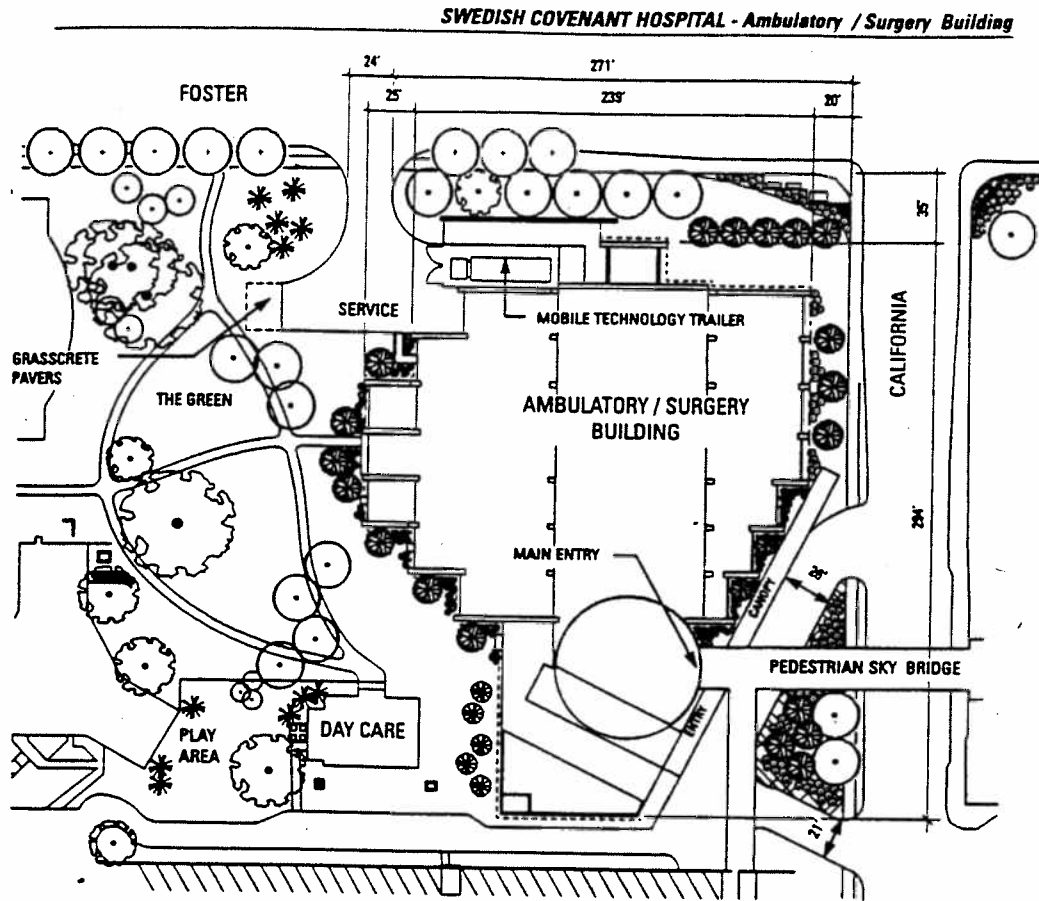 SWEDISH COVENANT HOSPITAL - Ambulatory / Surgery Building
24'
271'
25'
239'
20'
FOSTER
35'
SERVICE
MOBILE TECHNOLOGY TRAILER
GRASSCRETE
PAVERS
THE GREEN
CALIFORNIA
AMBULATORY / SURGERY
BUILDING
294'
MAIN ENTRY
CANOPY
26'
PEDESTRIAN SKY BRIDGE
ENTRY
PLAY
AREA
DAY CARE
21'